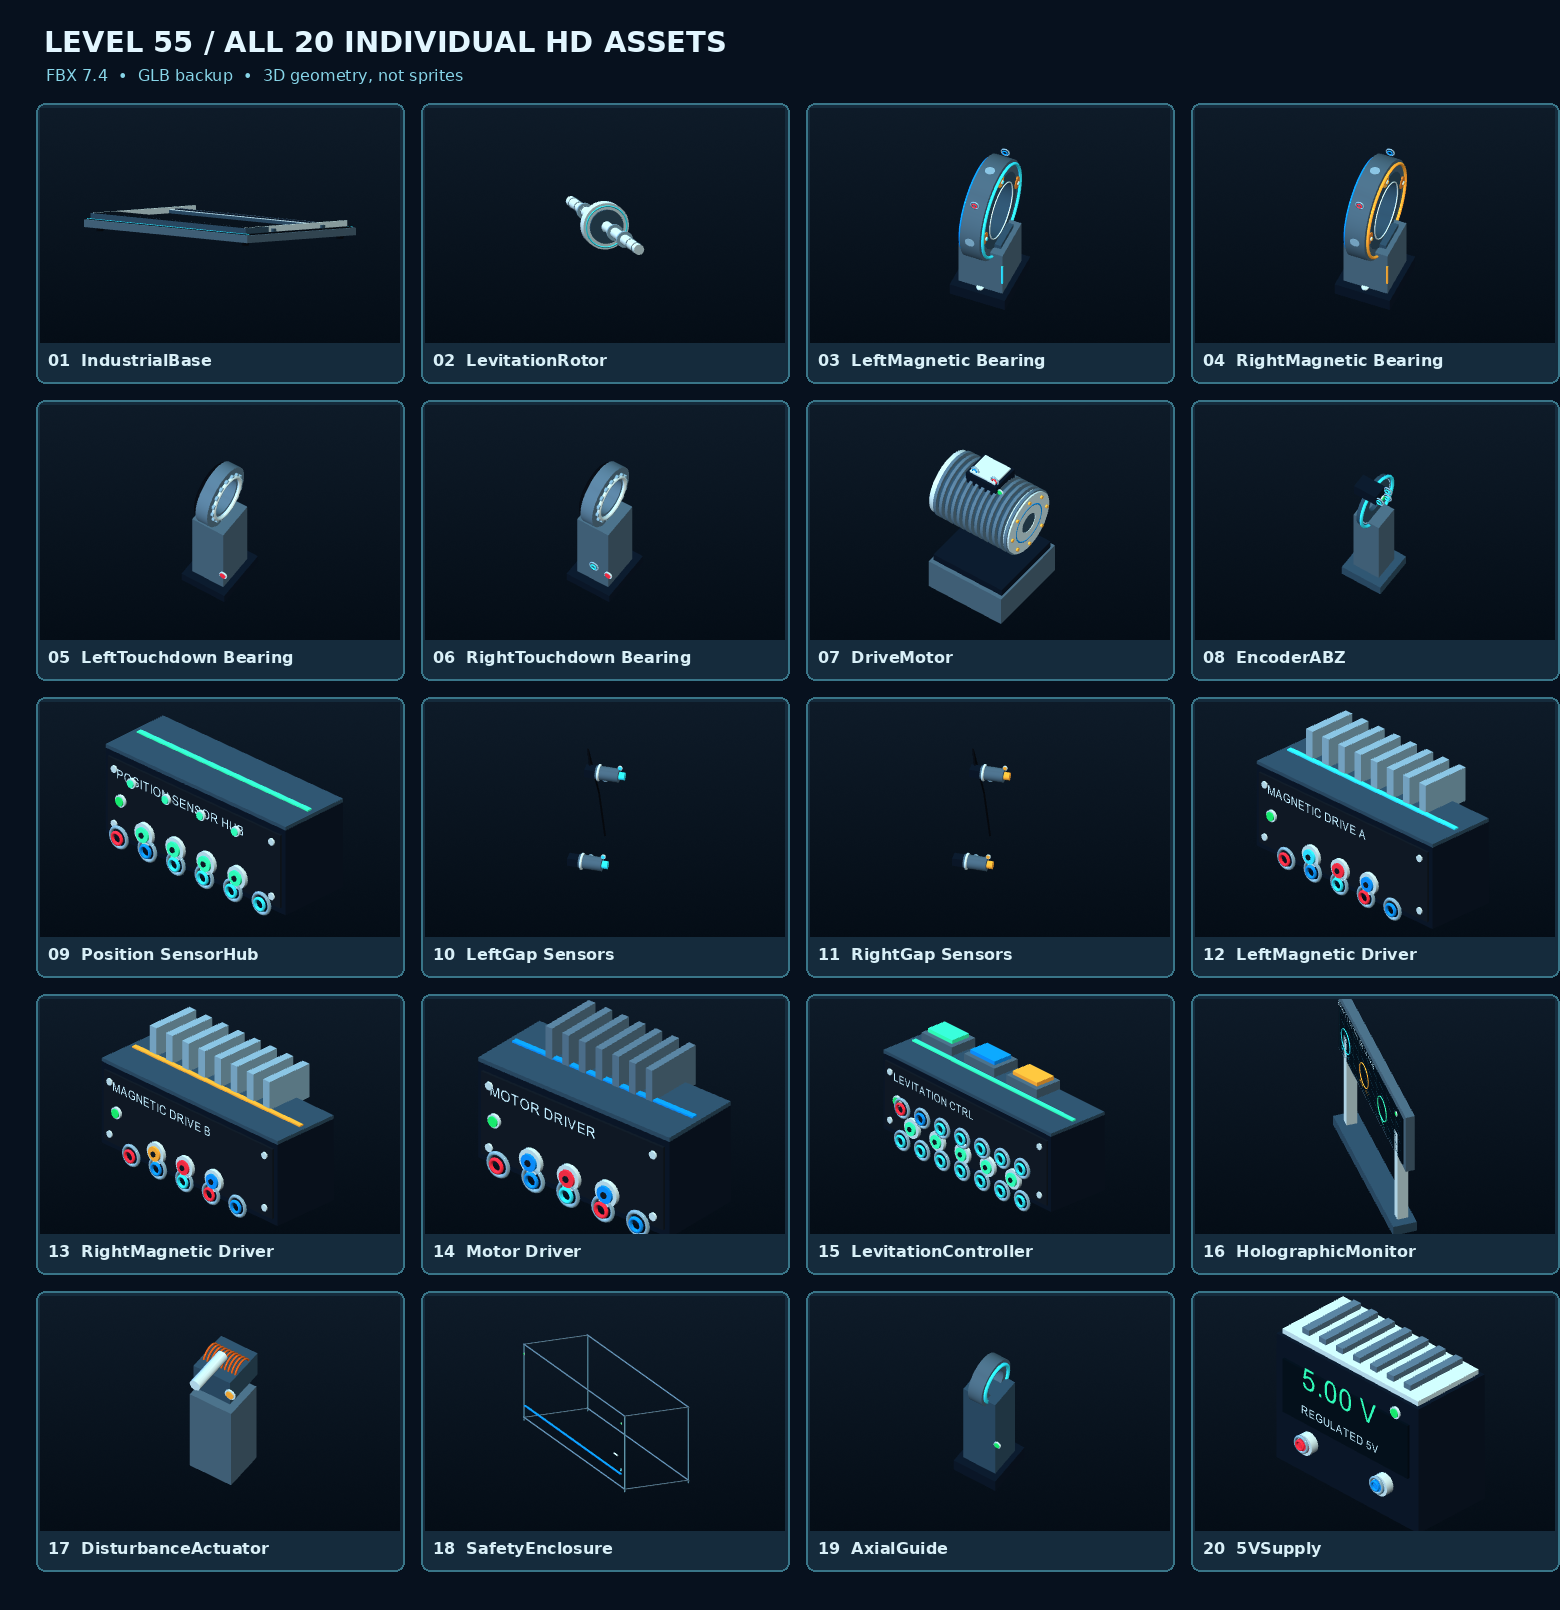 LEVEL 55 / ALL 20 INDIVIDUAL HD ASSETS
FBX 7.4 • GLB backup • 3D geometry, not sprites
01 IndustrialBase
02 LevitationRotor
03 LeftMagnetic Bearing
04 RightMagnetic Bearing
05 LeftTouchdown Bearing
06 RightTouchdown Bearing
07 DriveMotor
08 EncoderABZ
POSITION SENSOR HUB
09 Position SensorHub
10 LeftGap Sensors
11 RightGap Sensors
MAGNETIC DRIVE A
12 LeftMagnetic Driver
MAGNETIC DRIVE B
13 RightMagnetic Driver
MOTOR DRIVER
14 Motor Driver
LEVITATION CTRL
15 LevitationController
16 HolographicMonitor
17 DisturbanceActuator
18 SafetyEnclosure
19 AxialGuide
5.00 V
REGULATED 5V
20 5VSupply